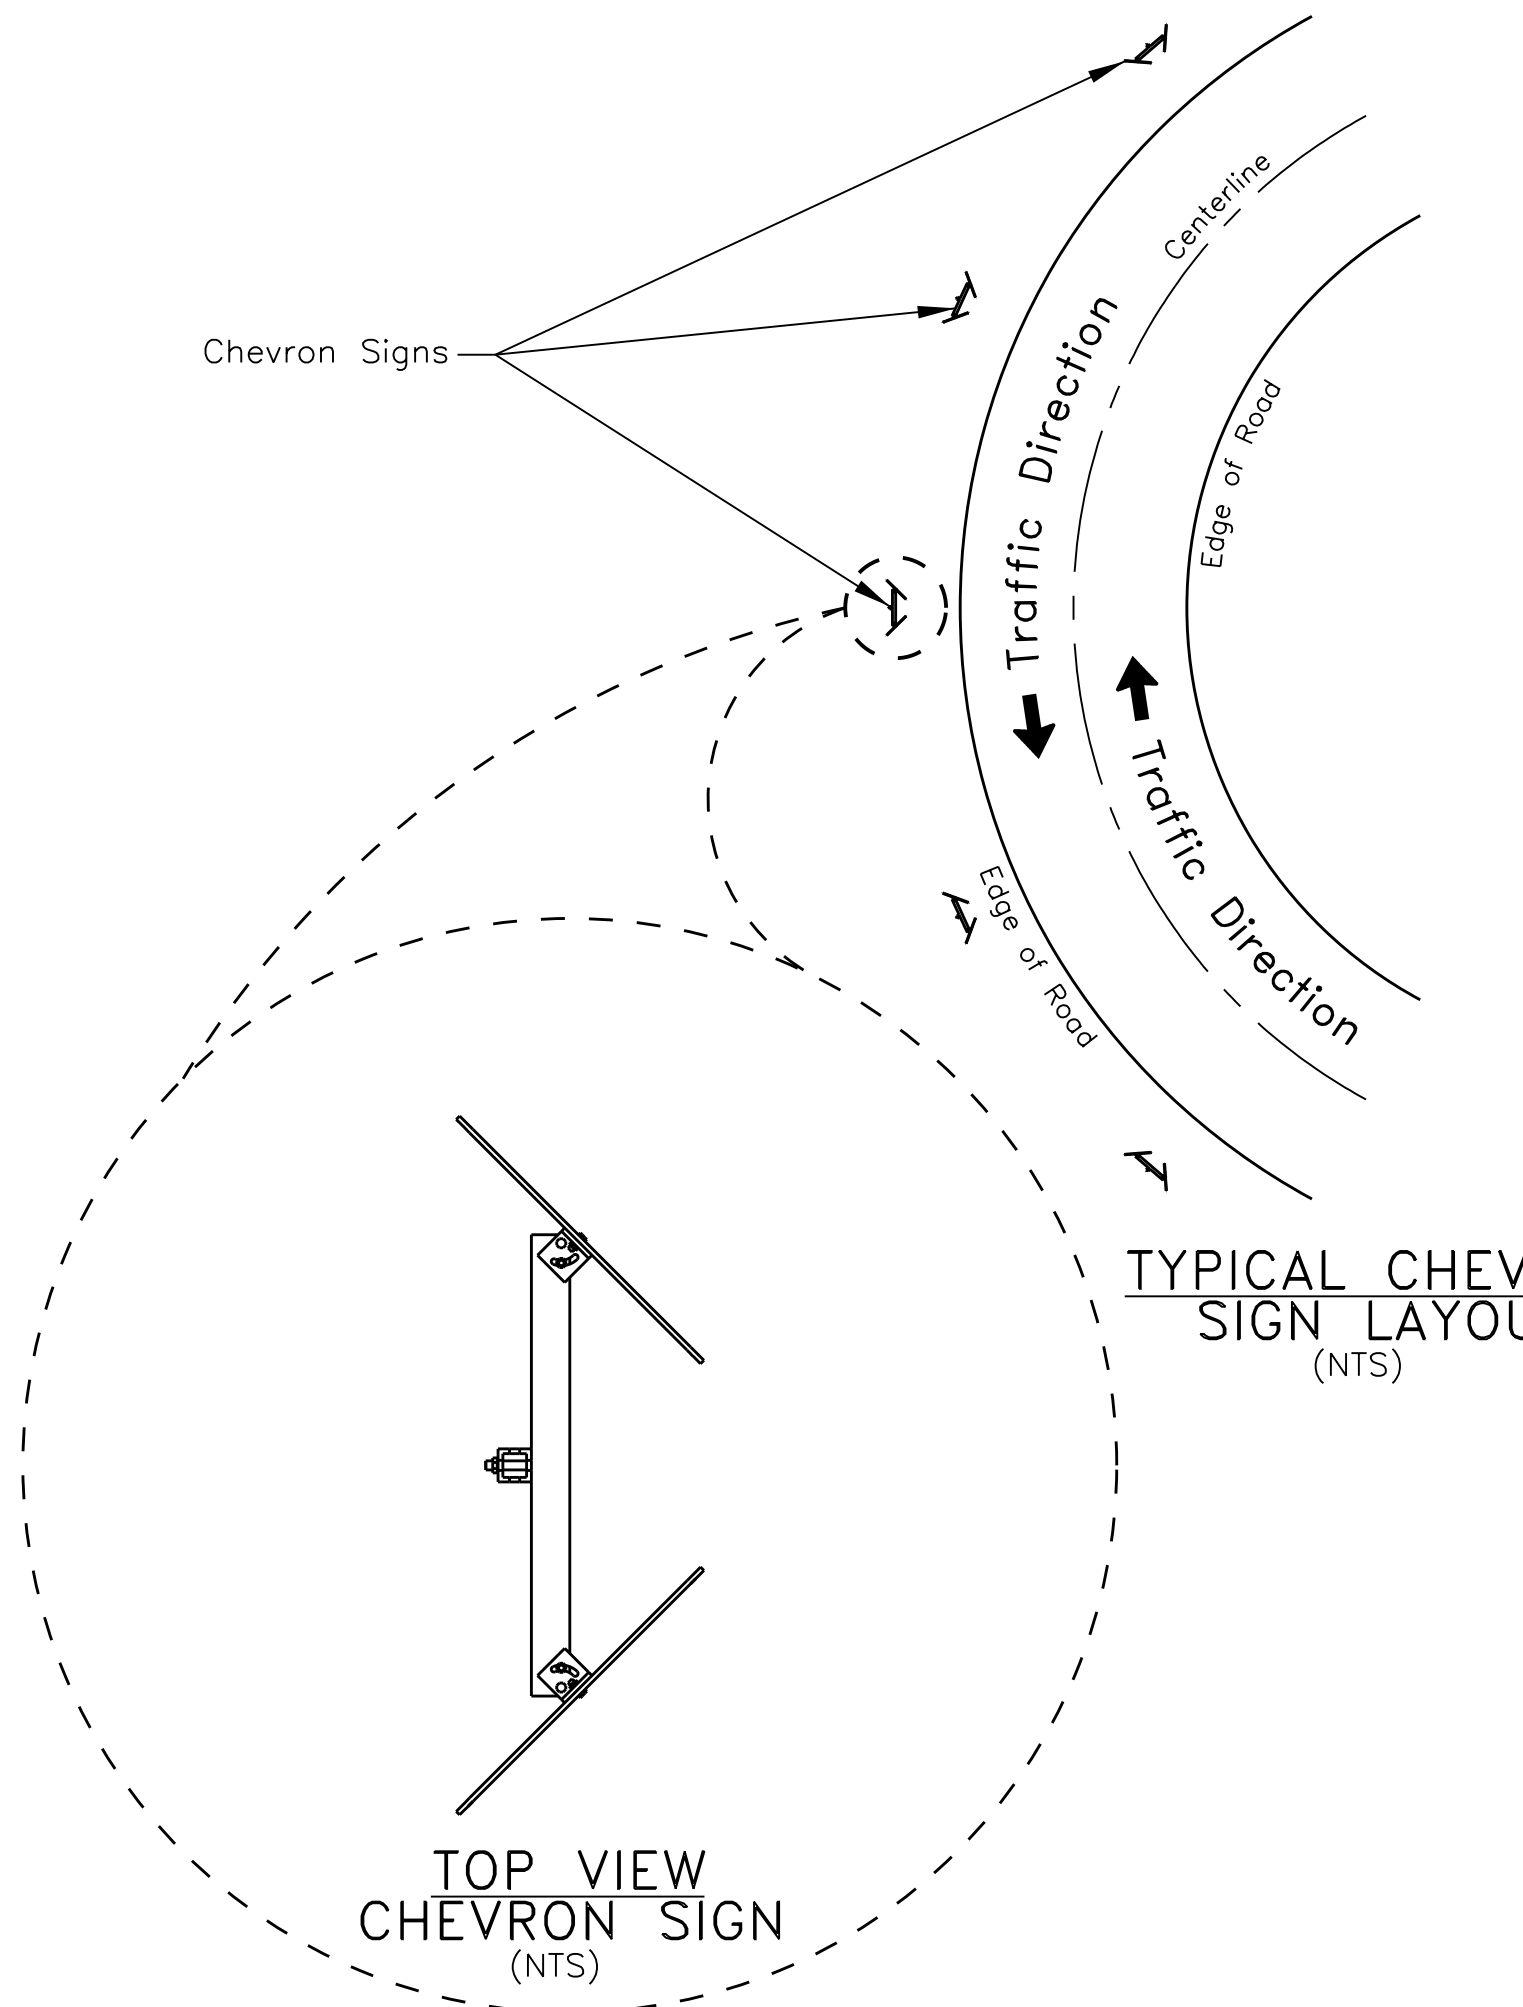 Centerline
Traffic Direction
Chevron Signs
Edge of Road
Traffic Direction
Edge of Road
TYPICAL CHEV
SIGN LAYOU
(NTS)
TOP VIEW
CHEVRON SIGN
(NTS)